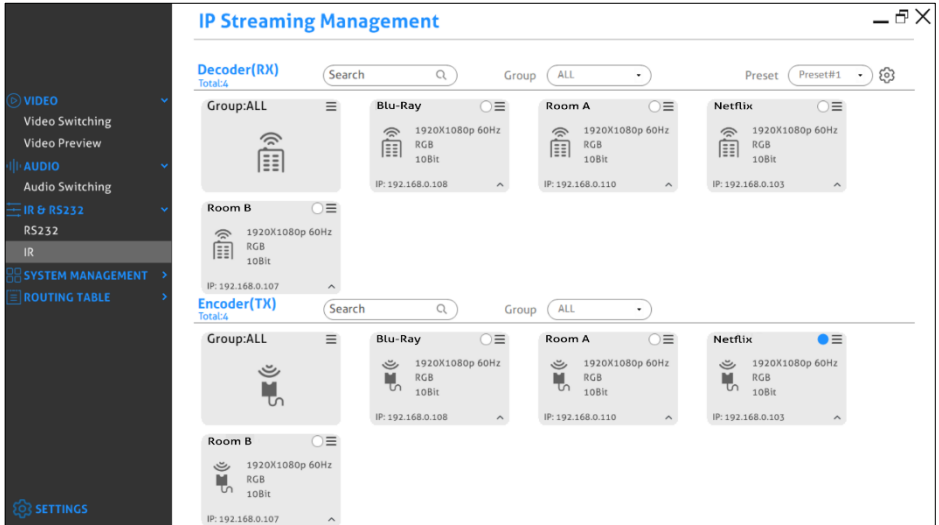 IP Streaming Management
VIDEO
Video Switching
Video Preview
AUDIO
Audio Switching
IR & RS232
RS232
IR
SYSTEM MANAGEMENT
ROUTING TABLE
SETTINGS
Decoder(RX)
Total:4
Search
Group
ALL
Preset
Preset#1
Group:ALL
Blu-Ray
1920X1080p 60Hz
RGB
10Bit
IP: 192.168.0.108
Room A
1920X1080p 60Hz
RGB
10Bit
IP: 192.168.0.110
Netflix
1920X1080p 60Hz
RGB
10Bit
IP: 192.168.0.103
Room B
1920X1080p 60Hz
RGB
10Bit
IP: 192.168.0.107
Encoder(TX)
Total:4
Search
Group
ALL
Group:ALL
Blu-Ray
1920X1080p 60Hz
RGB
10Bit
IP: 192.168.0.108
Room A
1920X1080p 60Hz
RGB
10Bit
IP: 192.168.0.110
Netflix
1920X1080p 60Hz
RGB
10Bit
IP: 192.168.0.103
Room B
1920X1080p 60Hz
RGB
10Bit
IP: 192.168.0.107